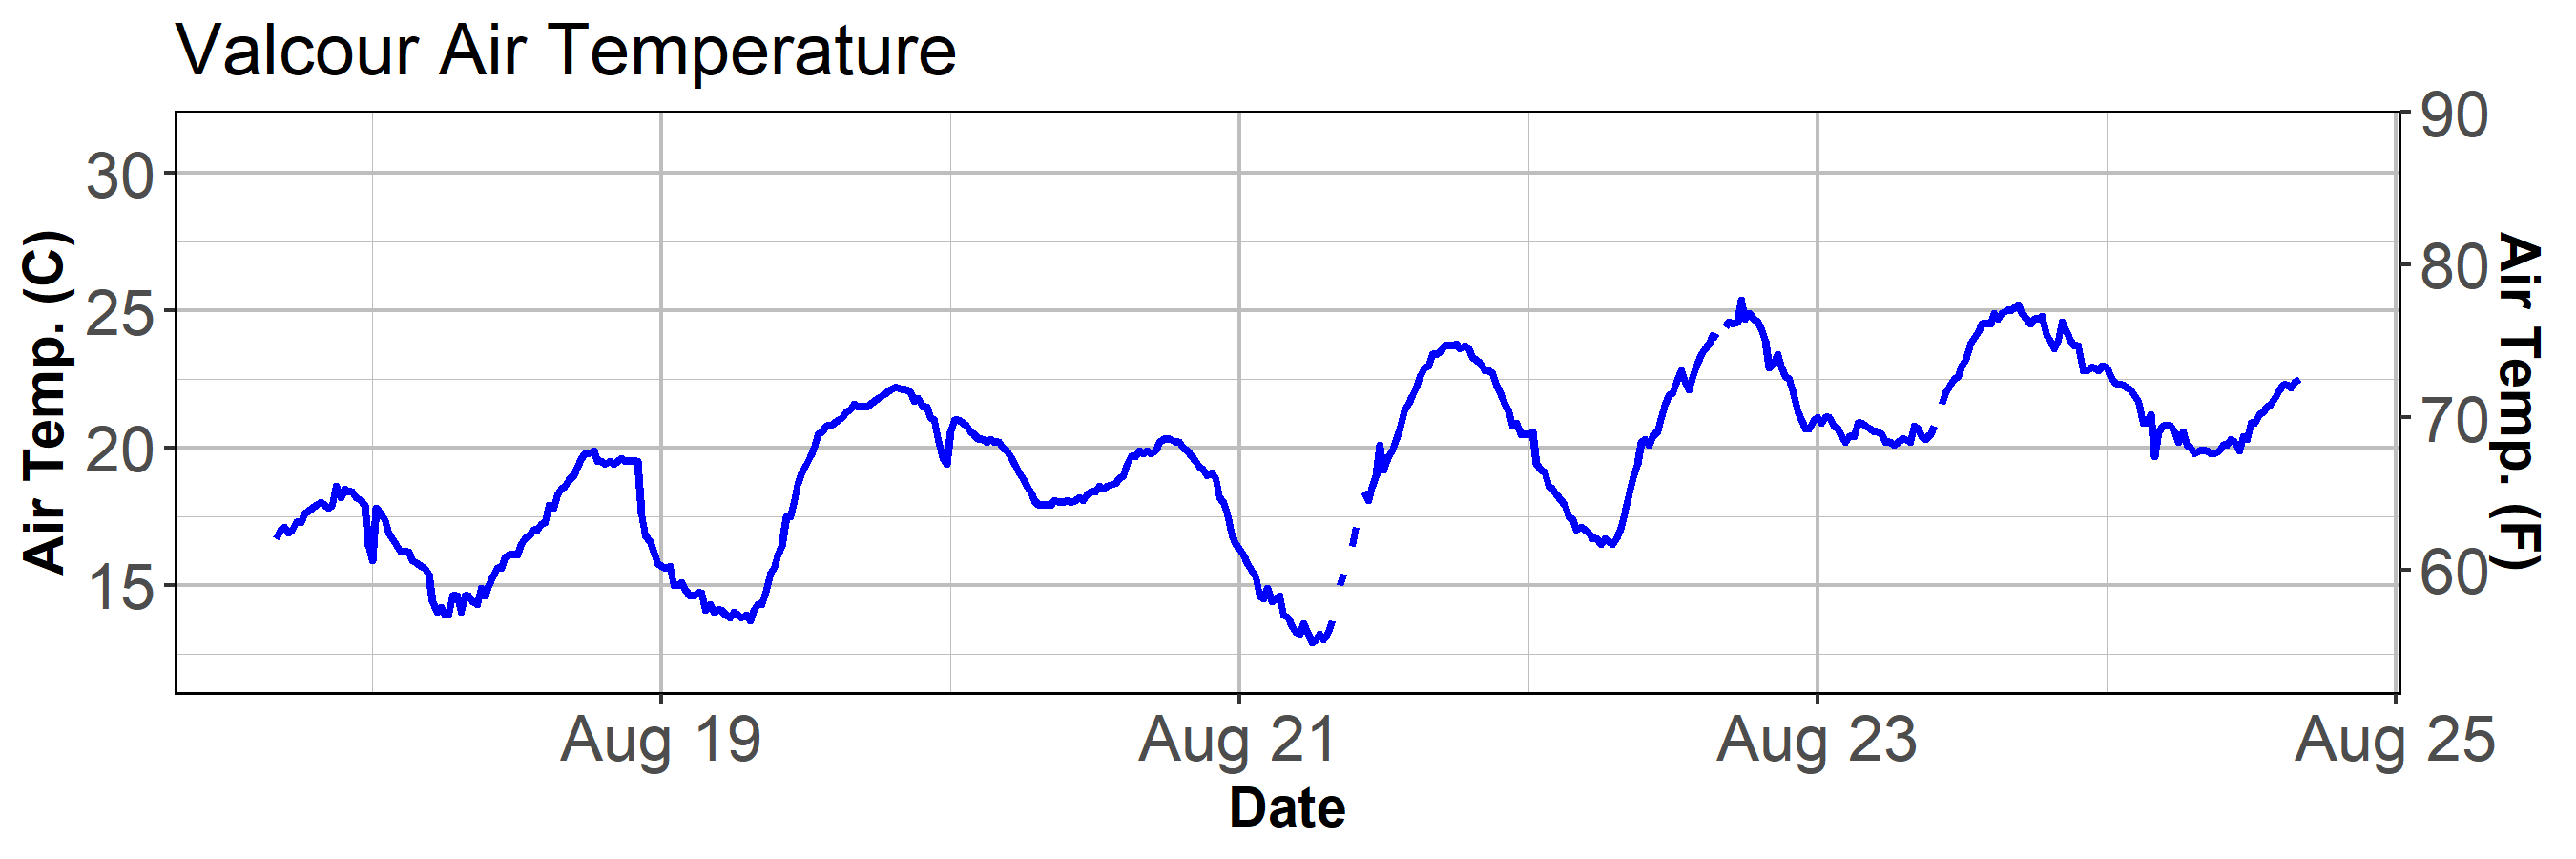 Valcour Air Temperature
Air Temp. (C)
30
25
20
15
90
80
70
60
Air Temp. (F)
Aug 19
Aug 21
Aug 23
Aug 25
Date